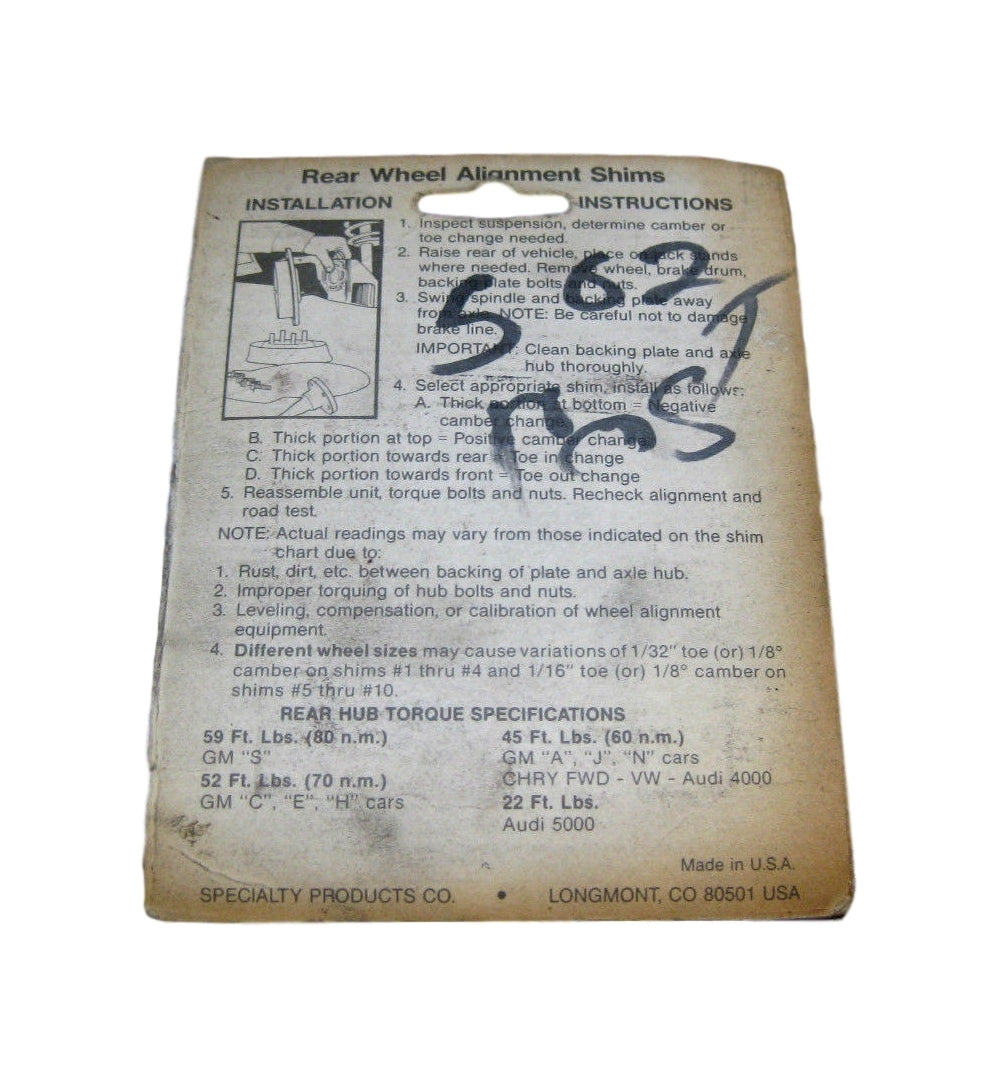 Rear Wheel Alignment Shims
INSTALLATION INSTRUCTIONS
1. Inspect suspension, determine camber or
toe change needed.
2. Raise rear of vehicle, place on jack stands
where needed. Remove wheel, brake drum,
backing plate bolts and nuts.
3. Swing spindle and backing plate away
from axle. NOTE: Be careful not to damage
brake line.
IMPORTANT: Clean backing plate and axle
hub thoroughly.
4. Select appropriate shim, install as follows:
A. Thick portion at bottom = Negative
camber change.
B. Thick portion at top = Positive camber change
C. Thick portion towards rear = Toe in change
D. Thick portion towards front = Toe out change
5. Reassemble unit, torque bolts and nuts. Recheck alignment and
road test.
NOTE: Actual readings may vary from those indicated on the shim
chart due to:
1. Rust, dirt, etc. between backing of plate and axle hub.
2. Improper torquing of hub bolts and nuts.
3. Leveling, compensation, or calibration of wheel alignment
equipment.
4. Different wheel sizes may cause variations of 1/32" toe (or) 1/8°
camber on shims #1 thru #4 and 1/16" toe (or) 1/8° camber on
shims #5 thru #10.
REAR HUB TORQUE SPECIFICATIONS
59 Ft. Lbs. (80 n.m.)
GM "S"
52 Ft. Lbs. (70 n.m.)
GM "C", "E", "H" cars
45 Ft. Lbs. (60 n.m.)
GM "A", "J", "N" cars
CHRY FWD - VW - Audi 4000
22 Ft. Lbs.
Audi 5000
Made in U.S.A.
SPECIALTY PRODUCTS CO. • LONGMONT, CO 80501 USA